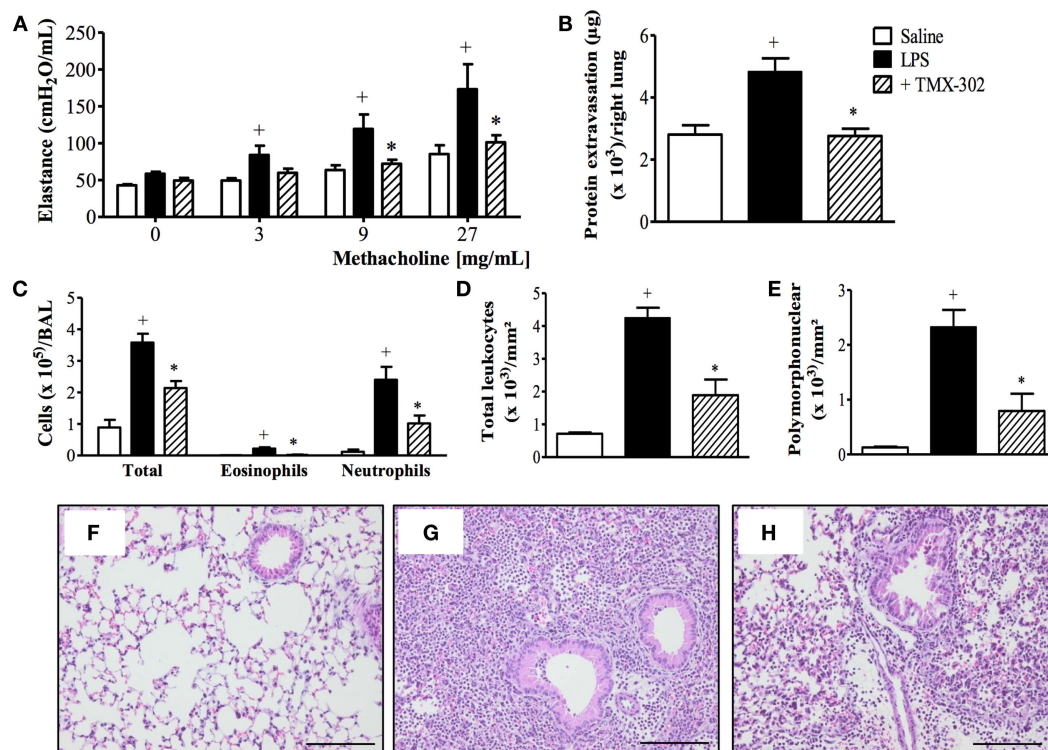 A
Elastance (cmH₂O/mL)
250
200
150
100
50
0
+
+
*
+
*
0 3 9 27
Methacholine [mg/mL]
B
Protein extravasation (µg)
(x 10³)/right lung
6
4
2
0
+
*
Saline
LPS
+ TMX-302
C
Cells (x 10⁵)/BAL
5
4
3
2
1
0
+
*
+
*
+
*
Total Eosinophils Neutrophils
D
Total leukocytes
(x 10³)/mm²
5
4
3
2
1
0
+
*
E
Polymorphonuclear
(x 10³)/mm²
3
2
1
0
+
*
F
G
H